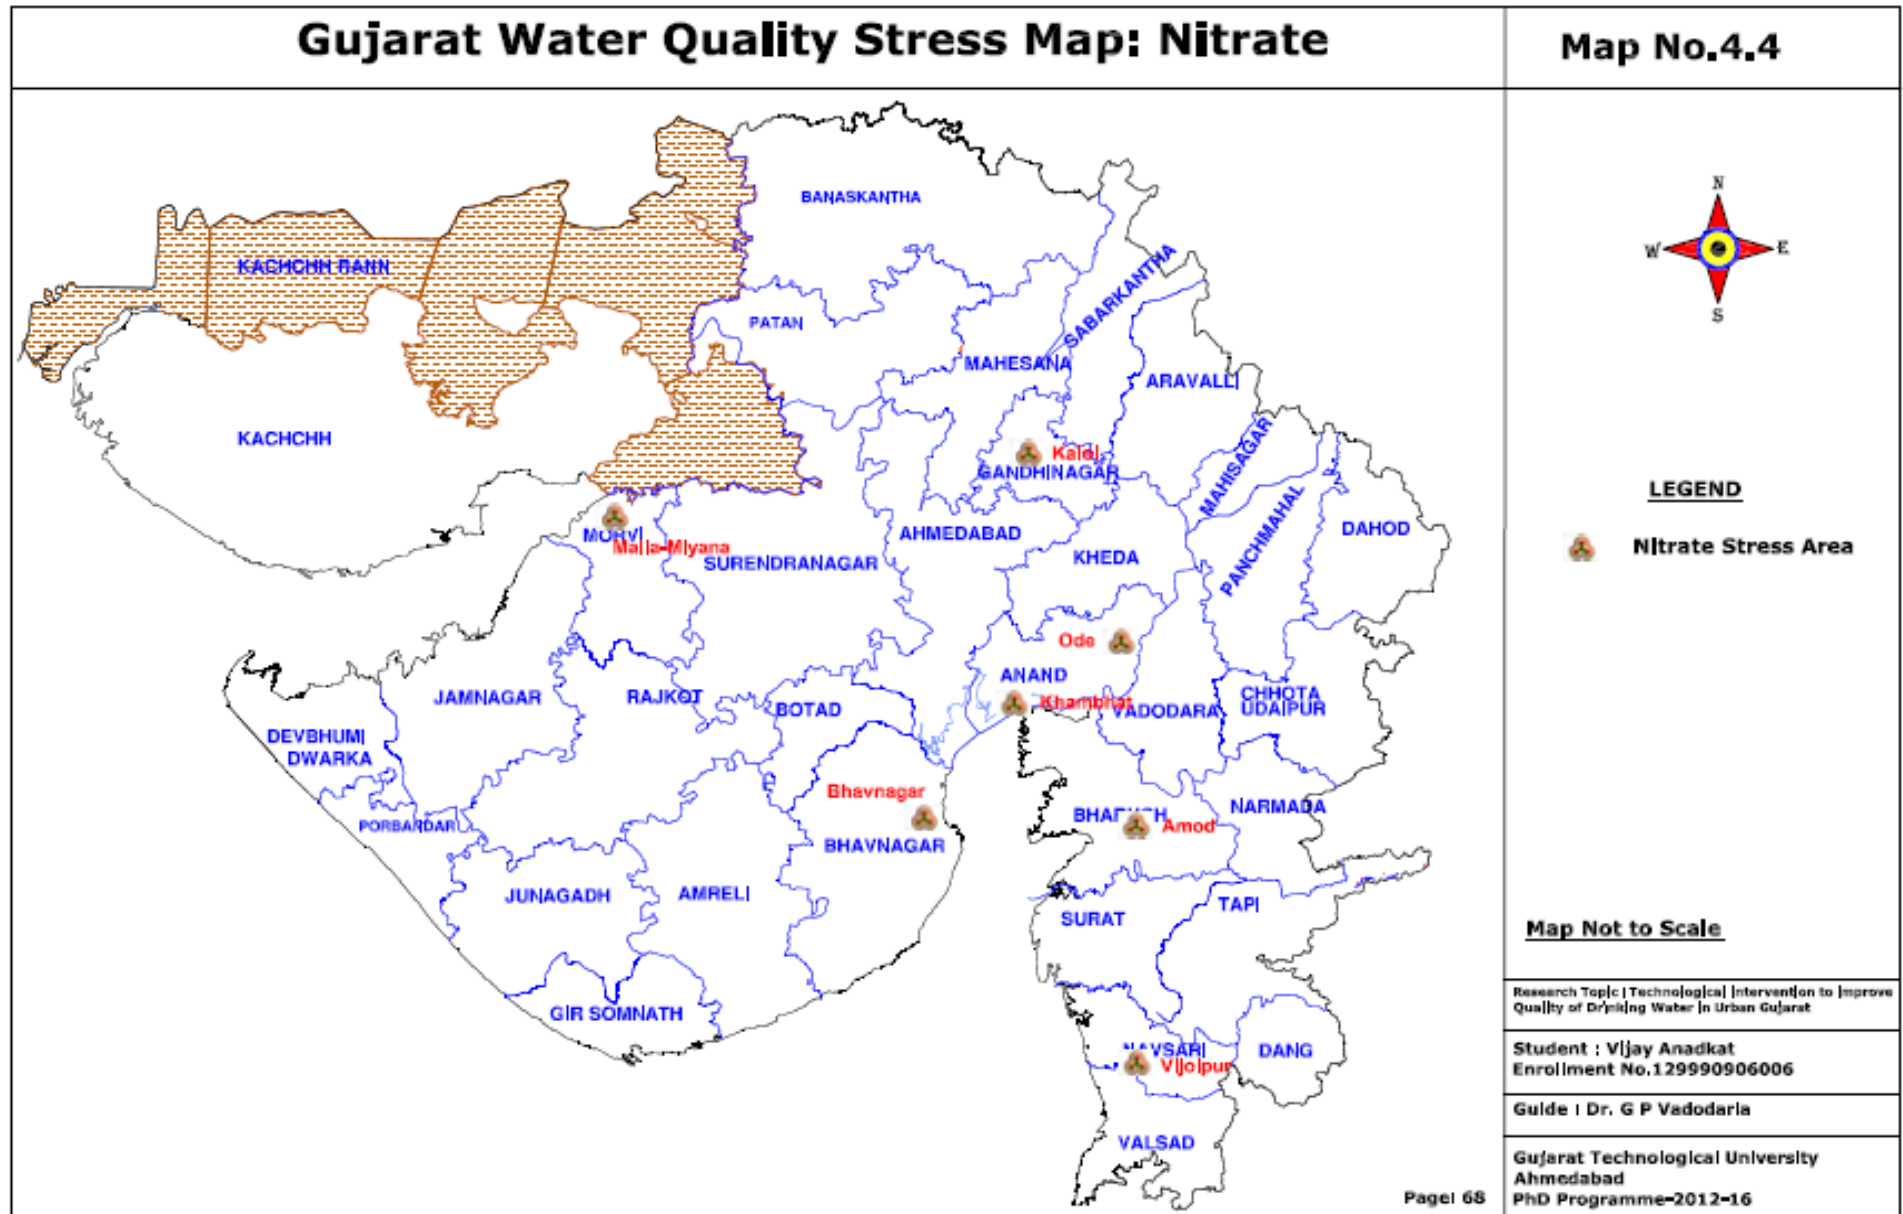 Gujarat Water Quality Stress Map: Nitrate
Map No.4.4
BANASKANTHA
KACHCHH RANN
PATAN
SABARKANTHA
MAHESANA
ARAVALLI
KACHCHH
Kalol
GANDHINAGAR
MAHISAGAR
PANCHMAHAL
DAHOD
AHMEDABAD
MORVI
Malia-Miyana
SURENDRANAGAR
KHEDA
Ode
ANAND
Khambhat
VADODARA
CHHOTA
UDAIPUR
JAMNAGAR
RAJKOT
BOTAD
DEVBHUMI
DWARKA
Bhavnagar
BHAVNAGAR
PORBANDAR
Amod
NARMADA
JUNAGADH
AMRELI
SURAT
TAPI
GIR SOMNATH
NAVSARI
Vijolpur
DANG
VALSAD
N
W
E
S
LEGEND
Nitrate Stress Area
Map Not to Scale
Research Topic | Technological Intervention to Improve
Quality of Drinking Water in Urban Gujarat
Student : Vijay Anadkat
Enrollment No.129990906006
Guide : Dr. G P Vadodaria
Gujarat Technological University
Ahmedabad
PhD Programme-2012-16
Page| 68